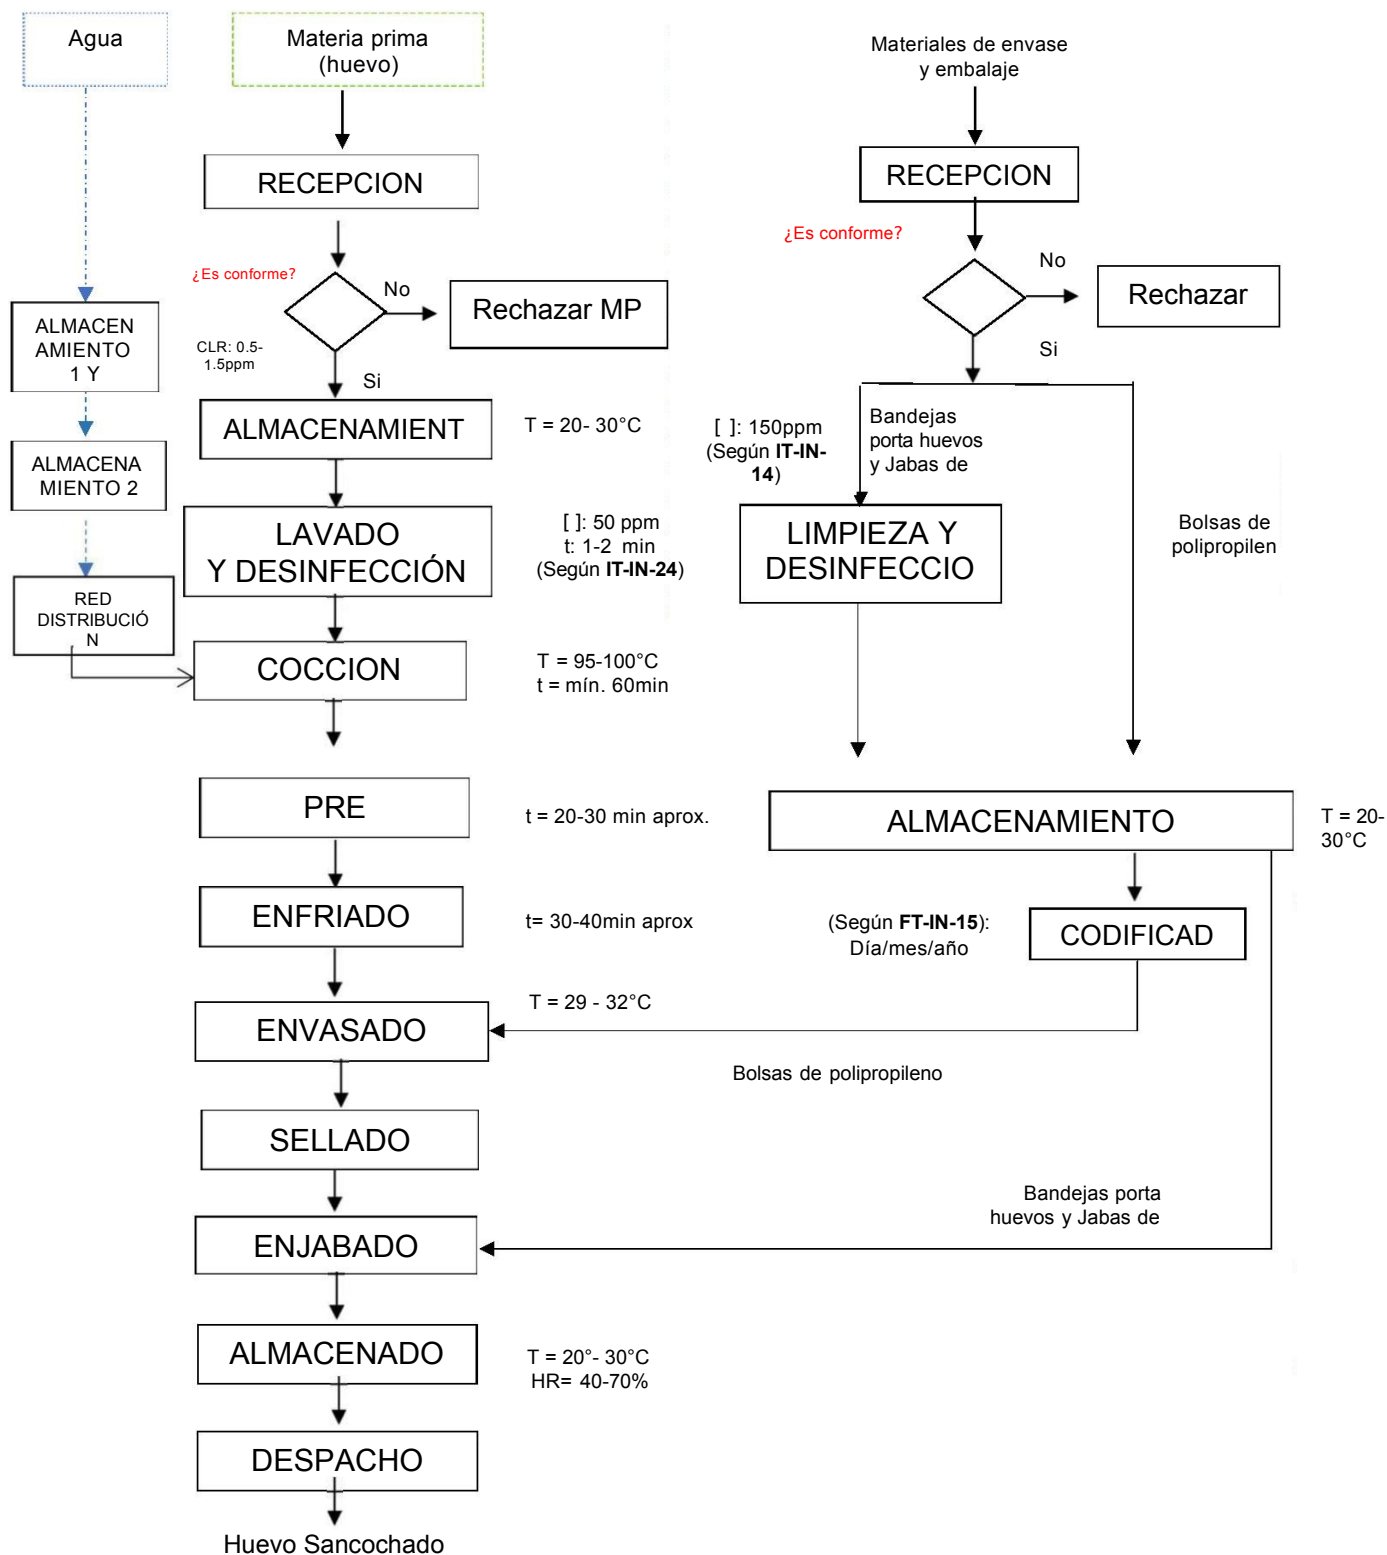 Agua
Materia prima
(huevo)
Materiales de envase
y embalaje
RECEPCION
RECEPCION
¿Es conforme?
¿Es conforme?
No
Rechazar MP
No
Rechazar
ALMACEN
AMIENTO
1 Y
CLR: 0.5-
1.5ppm
Si
Si
ALMACENAMIENT
T = 20- 30°C
[ ]: 150ppm
(Según IT-IN-
14)
Bandejas
porta huevos
y Jabas de
ALMACENA
MIENTO 2
LAVADO
Y DESINFECCIÓN
[ ]: 50 ppm
t: 1-2 min
(Según IT-IN-24)
LIMPIEZA Y
DESINFECCIO
Bolsas de
polipropilen
RED
DISTRIBUCIÓ
N
COCCION
T = 95-100°C
t = mín. 60min
PRE
t = 20-30 min aprox.
ALMACENAMIENTO
T = 20-
30°C
ENFRIADO
t= 30-40min aprox
(Según FT-IN-15):
Día/mes/año
CODIFICAD
ENVASADO
T = 29 - 32°C
Bolsas de polipropileno
SELLADO
Bandejas porta
huevos y Jabas de
ENJABADO
ALMACENADO
T = 20°- 30°C
HR= 40-70%
DESPACHO
Huevo Sancochado